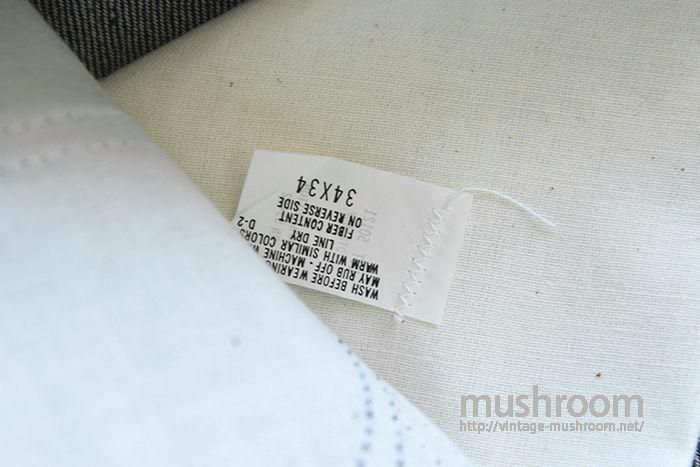 WASH BEFORE WEARING
MAY RUB OFF - MACHINE
WARM WITH SIMILAR COLORS
LINE DRY D-2
FIBER CONTENT
ON REVERSE SIDE
34X34
50121
mushroom
http://vintage-mushroom.net/